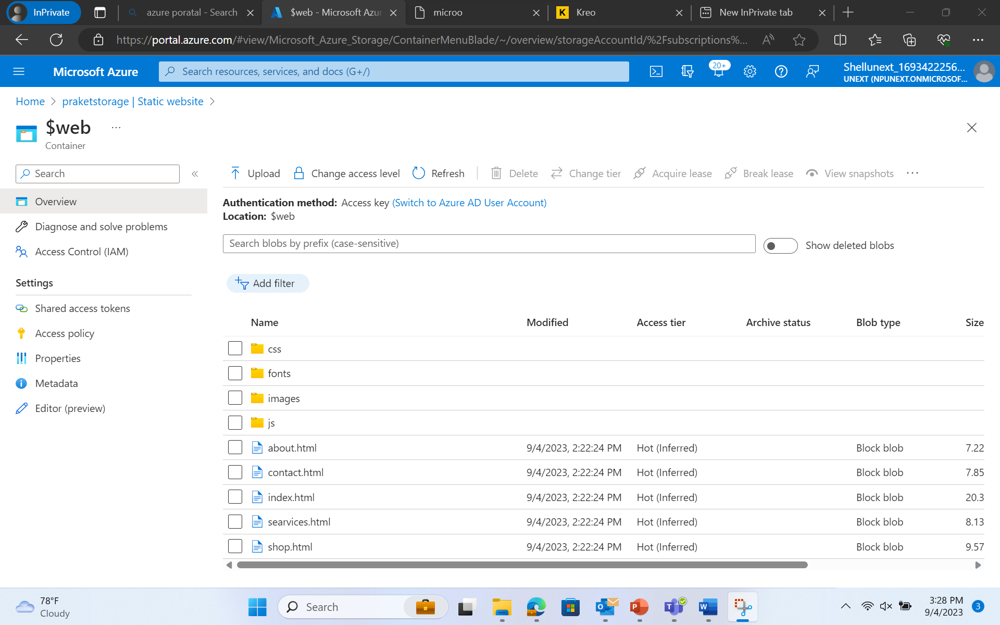 InPrivate
azure poratal - Search
$web - Microsoft Azur
microo
K
Kreo
New InPrivate tab
https://portal.azure.com/#view/Microsoft_Azure_Storage/ContainerMenuBlade/~/overview/storageAccountId/%2Fsubscriptions%...
Microsoft Azure
Search resources, services, and docs (G+/)
20+
Shellunext_1693422256...
UNEXT (NPUNEXT.ONMICROSOF...
Home > praketstorage | Static website >
$web
...
Container
Search
«
Upload
Change access level
Refresh
Delete
Change tier
Acquire lease
Break lease
View snapshots
...
Overview
Diagnose and solve problems
Access Control (IAM)
Settings
Shared access tokens
Access policy
Properties
Metadata
Editor (preview)
Authentication method: Access key (Switch to Azure AD User Account)
Location: $web
Search blobs by prefix (case-sensitive)
Show deleted blobs
Add filter
Name Modified Access tier Archive status Blob type Size
css
fonts
images
js
about.html 9/4/2023, 2:22:24 PM Hot (Inferred) Block blob 7.22
contact.html 9/4/2023, 2:22:24 PM Hot (Inferred) Block blob 7.85
index.html 9/4/2023, 2:22:24 PM Hot (Inferred) Block blob 20.3
searvices.html 9/4/2023, 2:22:24 PM Hot (Inferred) Block blob 8.13
shop.html 9/4/2023, 2:22:24 PM Hot (Inferred) Block blob 9.57
78°F
Cloudy
Search
3:28 PM
9/4/2023
3